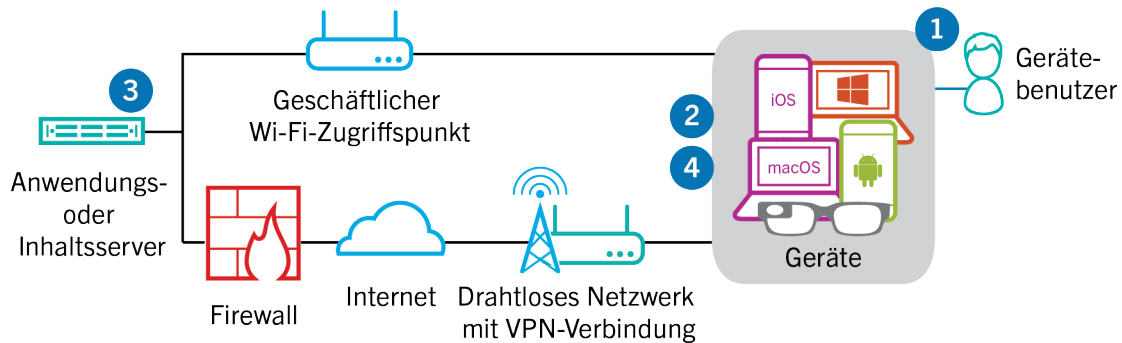 1
Geräte-
benutzer
3
Geschäftlicher
Wi-Fi-Zugriffspunkt
2
iOS
4
macOS
Anwendungs-
oder
Inhaltsserver
Geräte
Firewall
Internet
Drahtloses Netzwerk
mit VPN-Verbindung